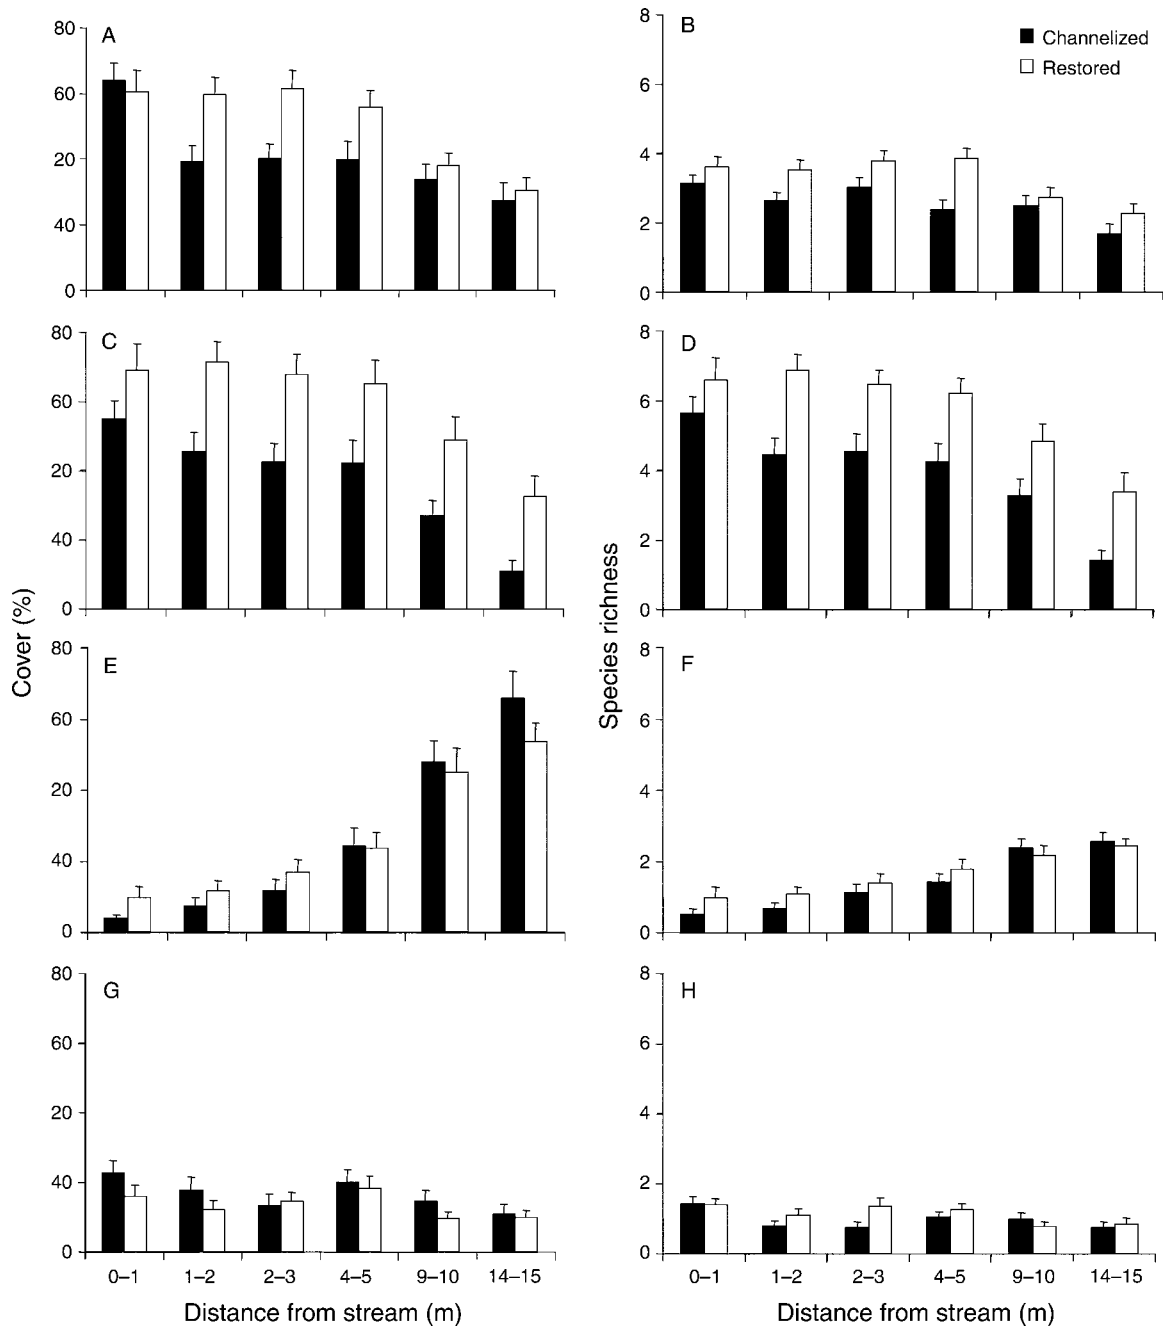 A
80
60
20
40
0
B
8
6
4
2
0
Channelized
Restored
C
80
60
20
40
0
D
8
6
4
2
0
Cover (%)
Species richness
E
80
60
20
40
0
F
8
6
4
2
0
G
80
60
20
40
0
H
8
6
4
2
0
0–1 1–2 2–3 4–5 9–10 14–15
Distance from stream (m)
0–1 1–2 2–3 4–5 9–10 14–15
Distance from stream (m)